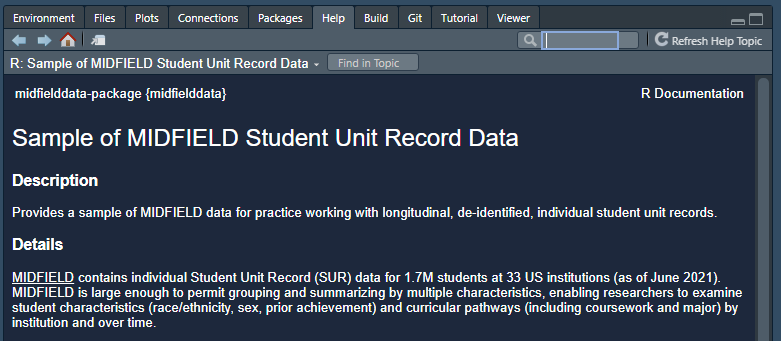 Environment Files Plots Connections Packages Help Build Git Tutorial Viewer
Refresh Help Topic
R: Sample of MIDFIELD Student Unit Record Data Find in Topic
midfielddata-package {midfielddata} R Documentation
Sample of MIDFIELD Student Unit Record Data
Description
Provides a sample of MIDFIELD data for practice working with longitudinal, de-identified, individual student unit records.
Details
MIDFIELD contains individual Student Unit Record (SUR) data for 1.7M students at 33 US institutions (as of June 2021).
MIDFIELD is large enough to permit grouping and summarizing by multiple characteristics, enabling researchers to examine
student characteristics (race/ethnicity, sex, prior achievement) and curricular pathways (including coursework and major) by
institution and over time.